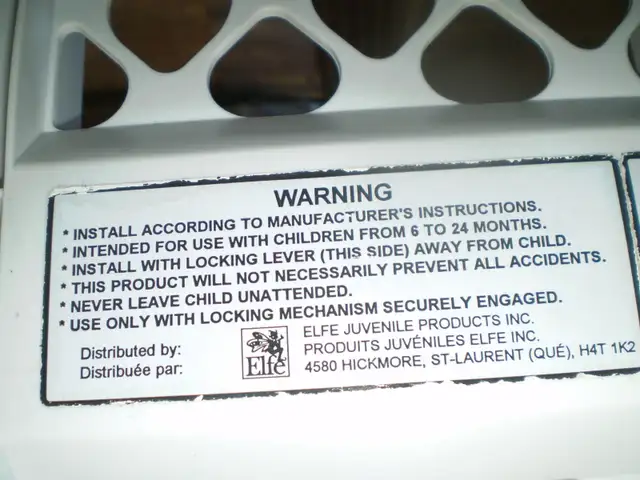 WARNING
* INSTALL ACCORDING TO MANUFACTURER'S INSTRUCTIONS.
* INTENDED FOR USE WITH CHILDREN FROM 6 TO 24 MONTHS.
* INSTALL WITH LOCKING LEVER (THIS SIDE) AWAY FROM CHILD.
* THIS PRODUCT WILL NOT NECESSARILY PREVENT ALL ACCIDENTS.
* NEVER LEAVE CHILD UNATTENDED.
* USE ONLY WITH LOCKING MECHANISM SECURELY ENGAGED.
Distributed by:
Distribuée par:
Elfe
ELFE JUVENILE PRODUCTS INC.
PRODUITS JUVÉNILES ELFE INC.
4580 HICKMORE, ST-LAURENT (QUÉ), H4T 1K2